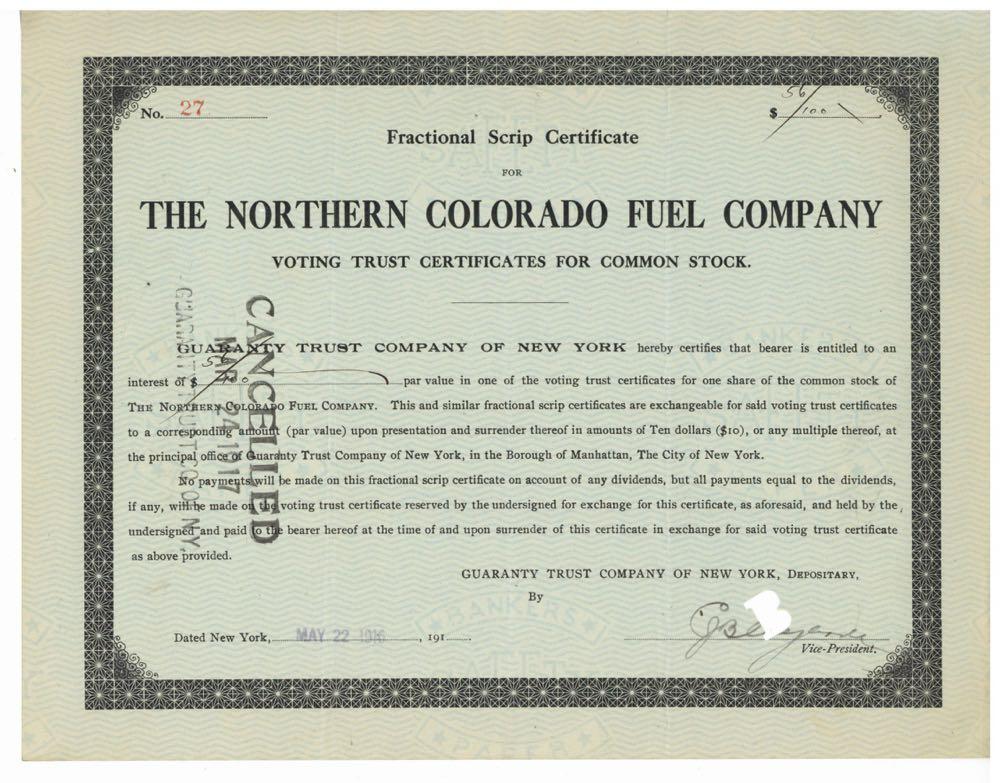 No. 27
$ 56/100
Fractional Scrip Certificate
FOR
THE NORTHERN COLORADO FUEL COMPANY
VOTING TRUST CERTIFICATES FOR COMMON STOCK.
GUARANTY TRUST COMPANY OF NEW YORK hereby certifies that bearer is entitled to an
interest of $ 56/100 par value in one of the voting trust certificates for one share of the common stock of
THE NORTHERN COLORADO FUEL COMPANY. This and similar fractional scrip certificates are exchangeable for said voting trust certificates
to a corresponding amount (par value) upon presentation and surrender thereof in amounts of Ten dollars ($10), or any multiple thereof, at
the principal office of Guaranty Trust Company of New York, in the Borough of Manhattan, The City of New York.
No payments will be made on this fractional scrip certificate on account of any dividends, but all payments equal to the dividends,
if any, will be made on the voting trust certificate reserved by the undersigned for exchange for this certificate, as aforesaid, and held by the
undersigned and paid to the bearer hereof at the time of and upon surrender of this certificate in exchange for said voting trust certificate
as above provided.
GUARANTY TRUST COMPANY OF NEW YORK, DEPOSITARY,
By
Dated New York, MAY 22 1916, 191
Vice-President.
CANCELLED
MAR 24 1917
BANKERS
SAFETY
PAPER